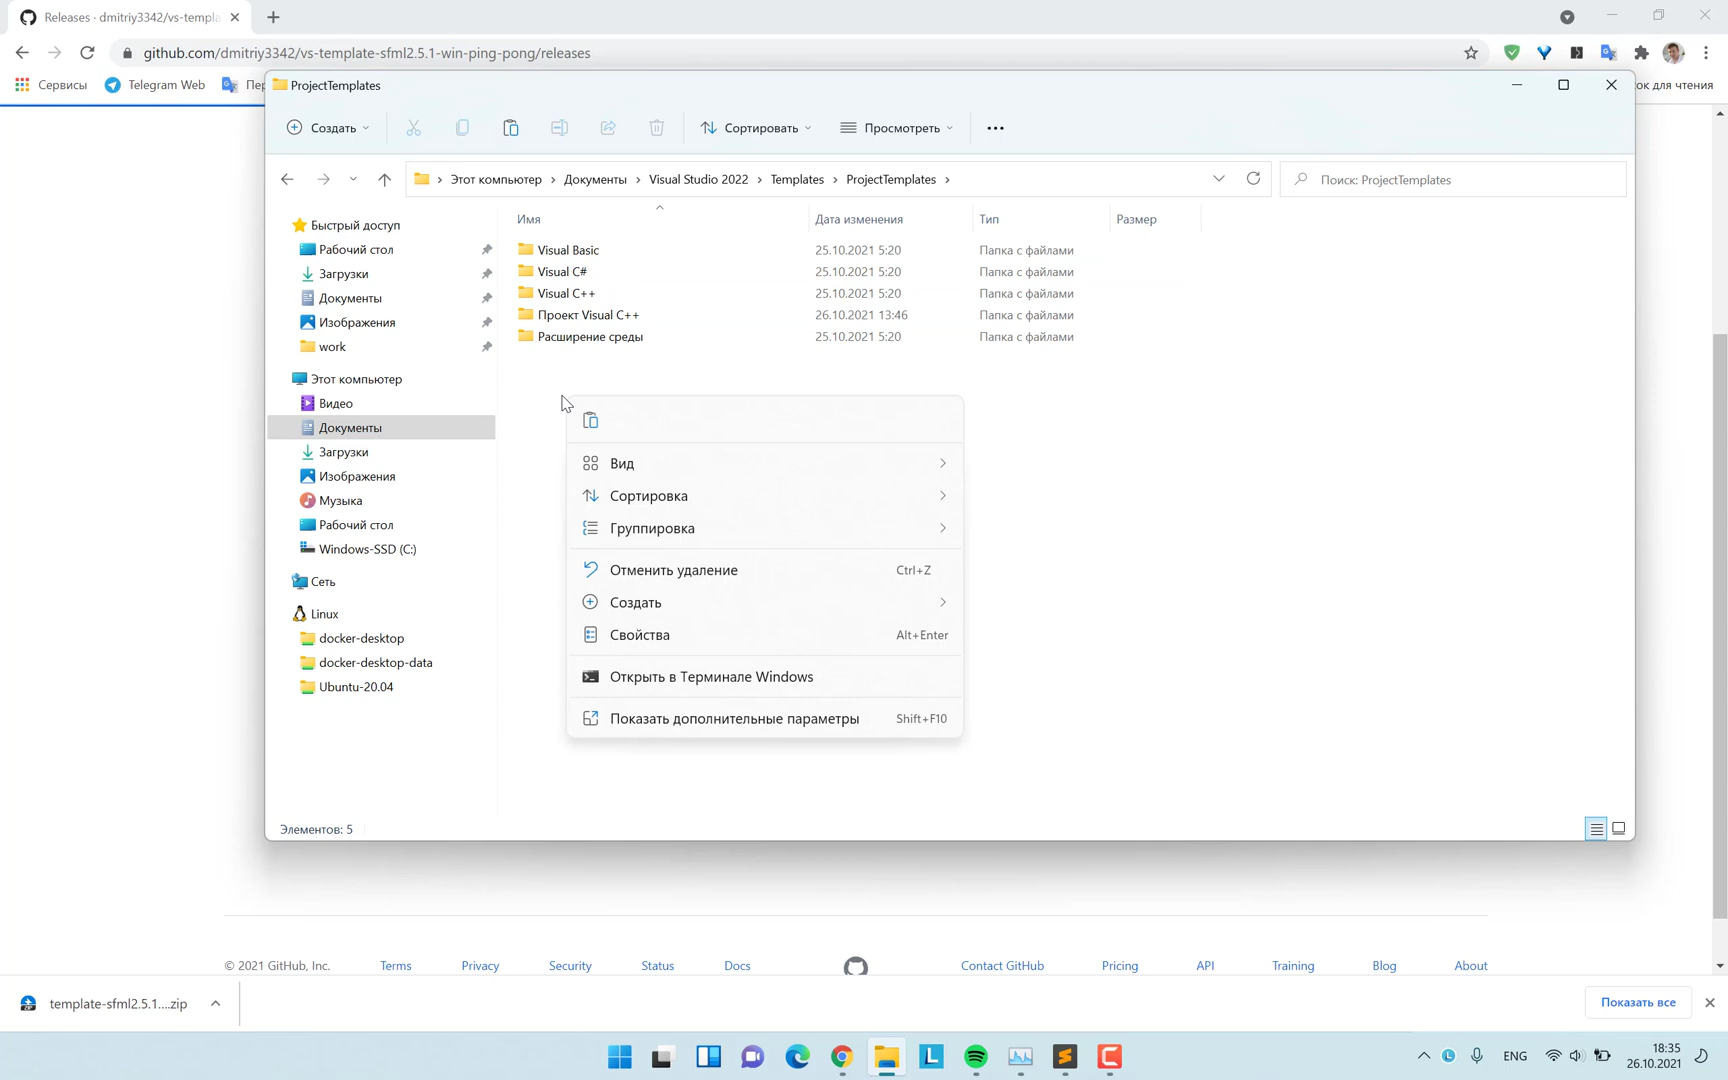 Releases · dmitriy3342/vs-templa
github.com/dmitriy3342/vs-template-sfml2.5.1-win-ping-pong/releases
Сервисы
Telegram Web
Пер
ок для чтения
ProjectTemplates
Создать
Сортировать
Просмотреть
Этот компьютер > Документы > Visual Studio 2022 > Templates > ProjectTemplates >
Поиск: ProjectTemplates
Имя
Дата изменения
Тип
Размер
Visual Basic 25.10.2021 5:20 Папка с файлами
Visual C# 25.10.2021 5:20 Папка с файлами
Visual C++ 25.10.2021 5:20 Папка с файлами
Проект Visual C++ 26.10.2021 13:46 Папка с файлами
Расширение среды 25.10.2021 5:20 Папка с файлами
Быстрый доступ
Рабочий стол
Загрузки
Документы
Изображения
work
Этот компьютер
Видео
Документы
Загрузки
Изображения
Музыка
Рабочий стол
Windows-SSD (C:)
Сеть
Linux
docker-desktop
docker-desktop-data
Ubuntu-20.04
Вид
Сортировка
Группировка
Отменить удаление Ctrl+Z
Создать
Свойства Alt+Enter
Открыть в Терминале Windows
Показать дополнительные параметры Shift+F10
Элементов: 5
© 2021 GitHub, Inc.
Terms
Privacy
Security
Status
Docs
Contact GitHub
Pricing
API
Training
Blog
About
template-sfml2.5.1....zip
Показать все
ENG
18:35
26.10.2021